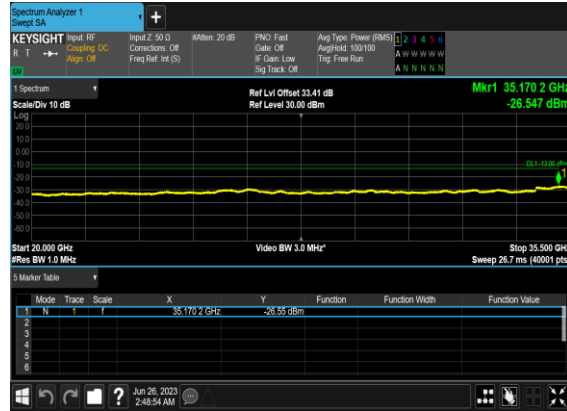 Spectrum Analyzer 1
Swept SA
+
KEYSIGHT Input: RF Input Z: 50 Ω #Atten: 20 dB PNO: Fast Avg Type: Power (RMS) 1 2 3 4 5 6
R T Coupling: DC Corrections: Off Gate: Off Avg|Hold: 100/100 A W W W W W
Align: Off Freq Ref: Int (S) IF Gain: Low Trig: Free Run
Sig Track: Off A N N N N N
1 Spectrum Ref Lvl Offset 33.41 dB Mkr1 35.170 2 GHz
Scale/Div 10 dB Ref Level 30.00 dBm -26.547 dBm
Log
20.0
10.0
0.00
-10.0 DL1 -13.00 dBm
-20.0 1
-30.0
-40.0
-50.0
-60.0
Start 20.000 GHz Video BW 3.0 MHz* Stop 35.500 GHz
#Res BW 1.0 MHz Sweep 26.7 ms (40001 pts)
5 Marker Table
Mode Trace Scale X Y Function Function Width Function Value
1 N 1 f 35.170 2 GHz -26.55 dBm
2
3
4
5
6
? Jun 26, 2023
2:48:54 AM